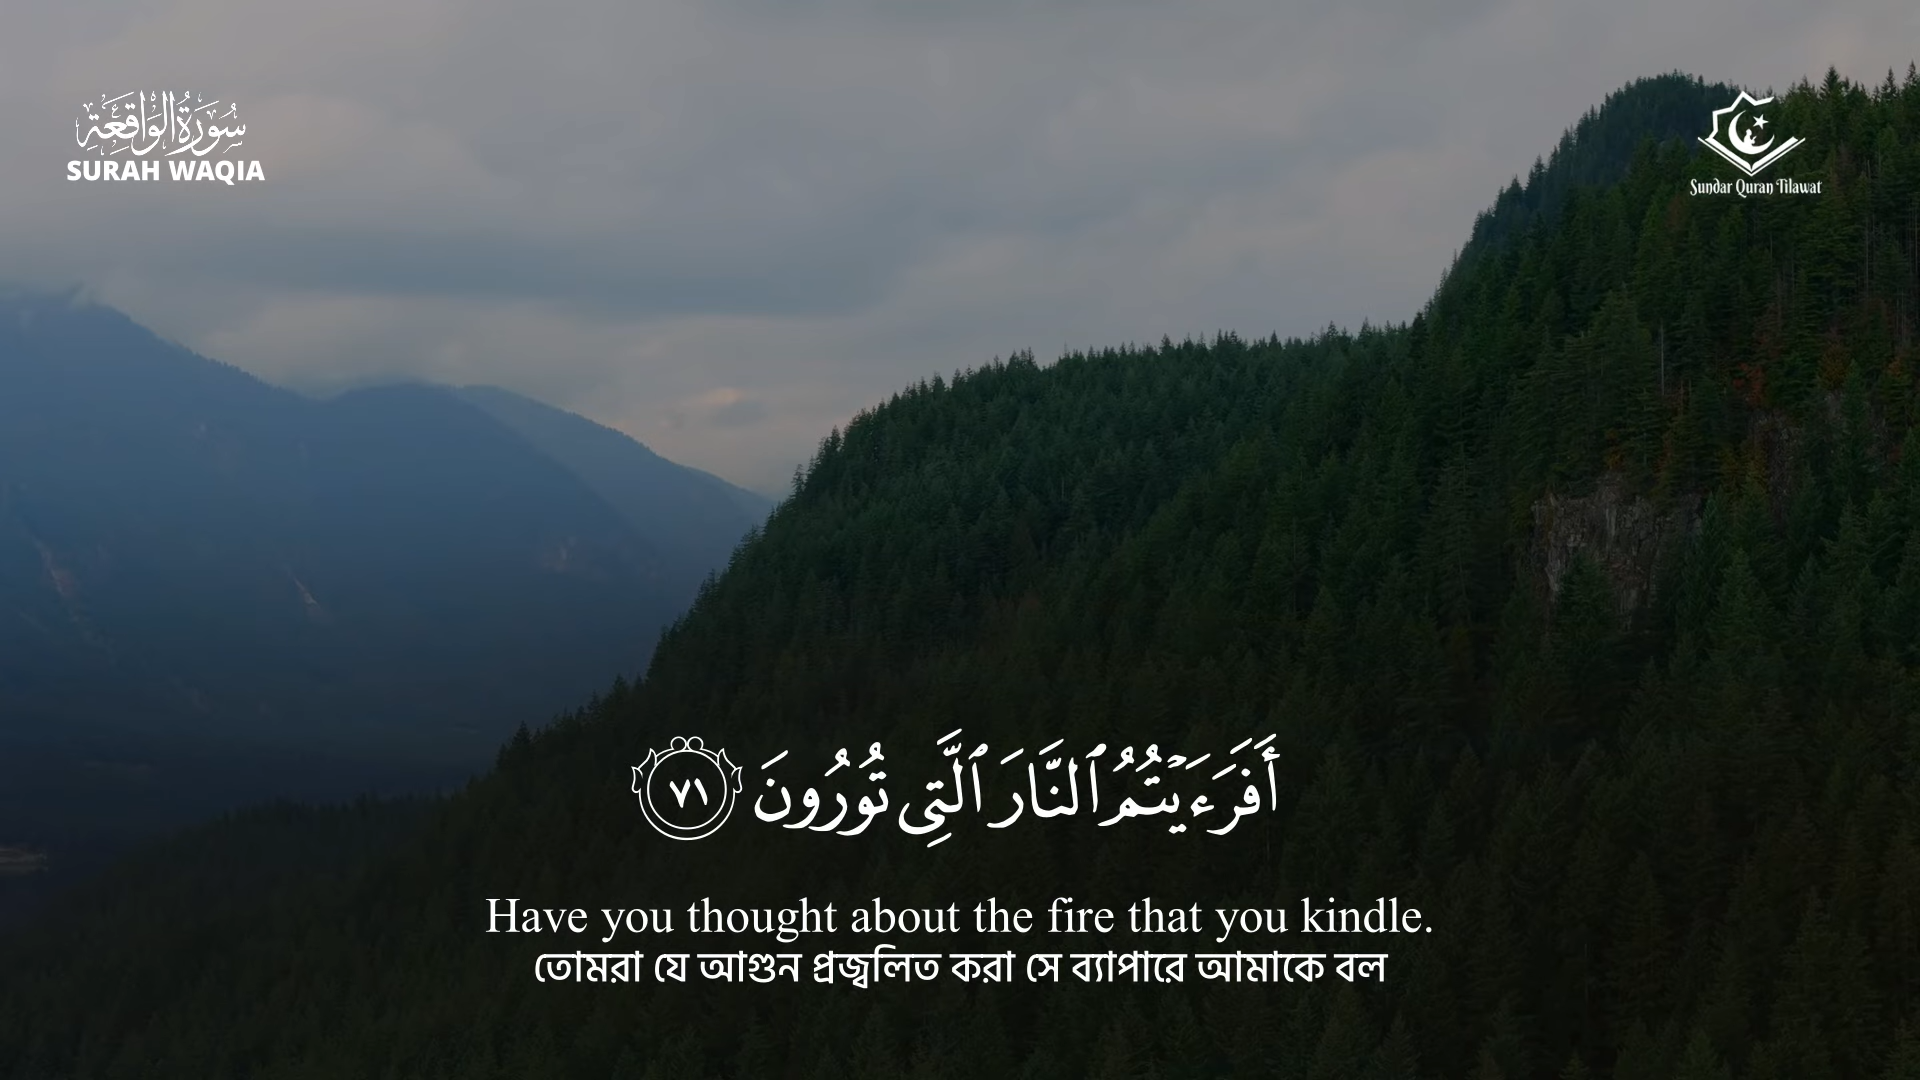 سُورَةُ الوَاقِعَة
SURAH WAQIA
Sundar Quran Tilawat
أَفَرَءَيْتُمُ ٱلنَّارَ ٱلَّتِى تُورُونَ ٧١
Have you thought about the fire that you kindle.
তোমরা যে আগুন প্রজ্বলিত করা সে ব্যাপারে আমাকে বল